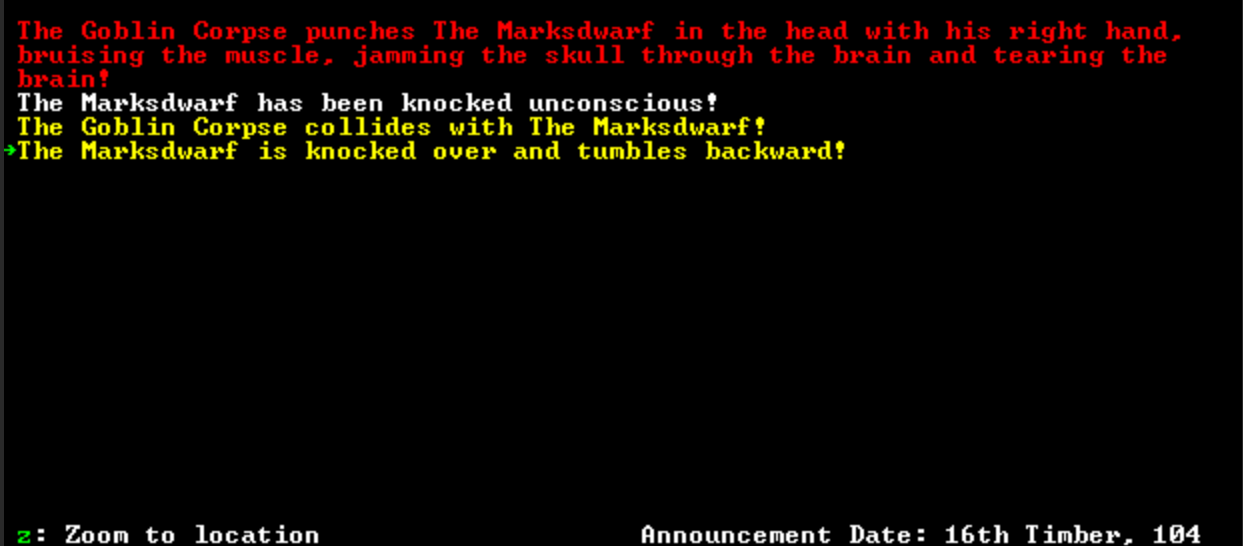 The Goblin Corpse punches The Marksdwarf in the head with his right hand,
bruising the muscle, jamming the skull through the brain and tearing the
brain!
The Marksdwarf has been knocked unconscious!
The Goblin Corpse collides with The Marksdwarf!
→The Marksdwarf is knocked over and tumbles backward!
z: Zoom to location Announcement Date: 16th Timber, 104